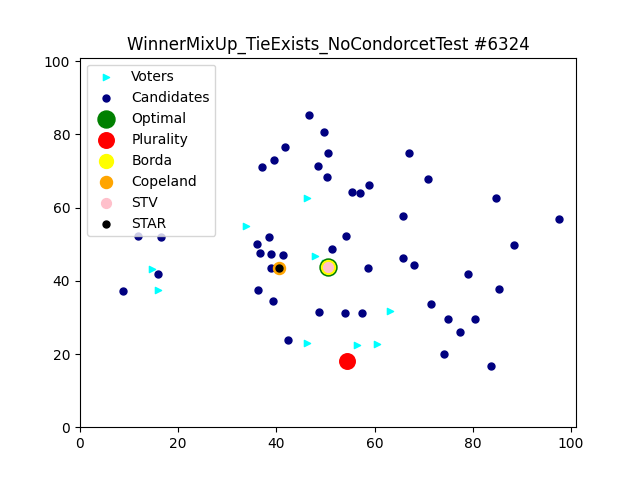 WinnerMixUp_TieExists_NoCondorcetTest #6324
100
80
60
40
20
0
0 20 40 60 80 100
Voters
Candidates
Optimal
Plurality
Borda
Copeland
STV
STAR